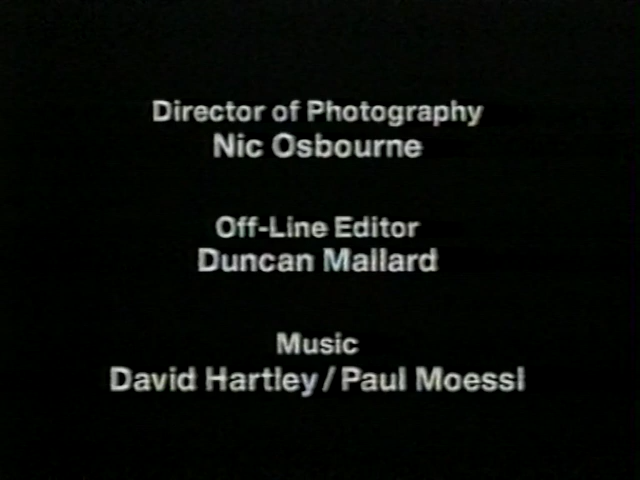 Director of Photography
Nic Osbourne
Off-Line Editor
Duncan Mallard
Music
David Hartley / Paul Moessl